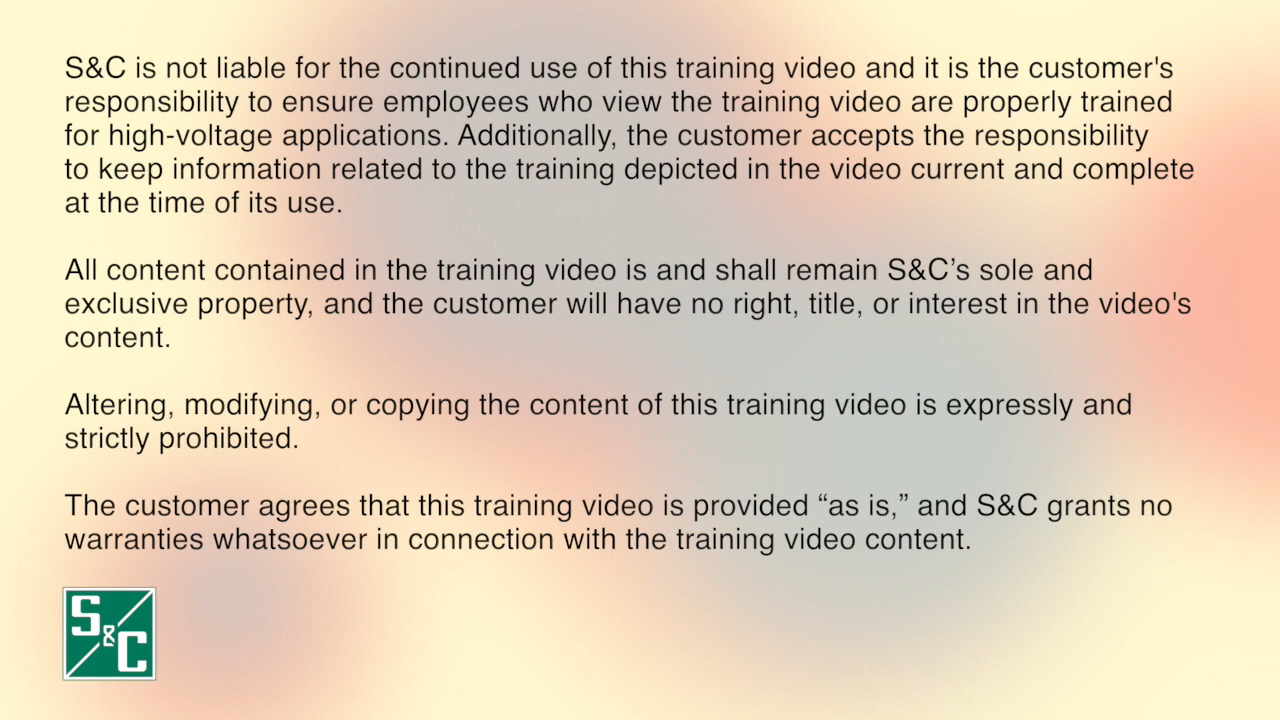 S&C is not liable for the continued use of this training video and it is the customer's
responsibility to ensure employees who view the training video are properly trained
for high-voltage applications. Additionally, the customer accepts the responsibility
to keep information related to the training depicted in the video current and complete
at the time of its use.
All content contained in the training video is and shall remain S&C’s sole and
exclusive property, and the customer will have no right, title, or interest in the video's
content.
Altering, modifying, or copying the content of this training video is expressly and
strictly prohibited.
The customer agrees that this training video is provided “as is,” and S&C grants no
warranties whatsoever in connection with the training video content.
S&C